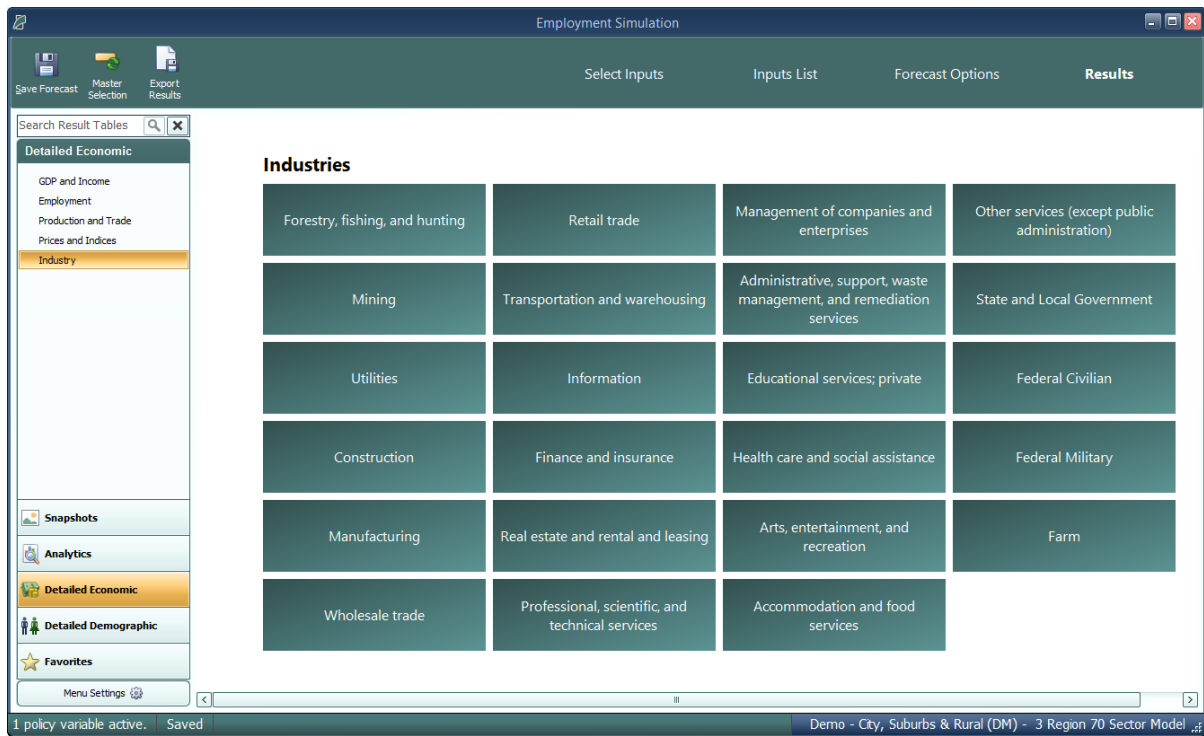 Employment Simulation
Save Forecast
Master
Selection
Export
Results
Select Inputs
Inputs List
Forecast Options
Results
Search Result Tables
Detailed Economic
GDP and Income
Employment
Production and Trade
Prices and Indices
Industry
Snapshots
Analytics
Detailed Economic
Detailed Demographic
Favorites
Menu Settings
Industries
Forestry, fishing, and hunting
Retail trade
Management of companies and
enterprises
Other services (except public
administration)
Mining
Transportation and warehousing
Administrative, support, waste
management, and remediation
services
State and Local Government
Utilities
Information
Educational services; private
Federal Civilian
Construction
Finance and insurance
Health care and social assistance
Federal Military
Manufacturing
Real estate and rental and leasing
Arts, entertainment, and
recreation
Farm
Wholesale trade
Professional, scientific, and
technical services
Accommodation and food
services
1 policy variable active.
Saved
Demo - City, Suburbs & Rural (DM) - 3 Region 70 Sector Model